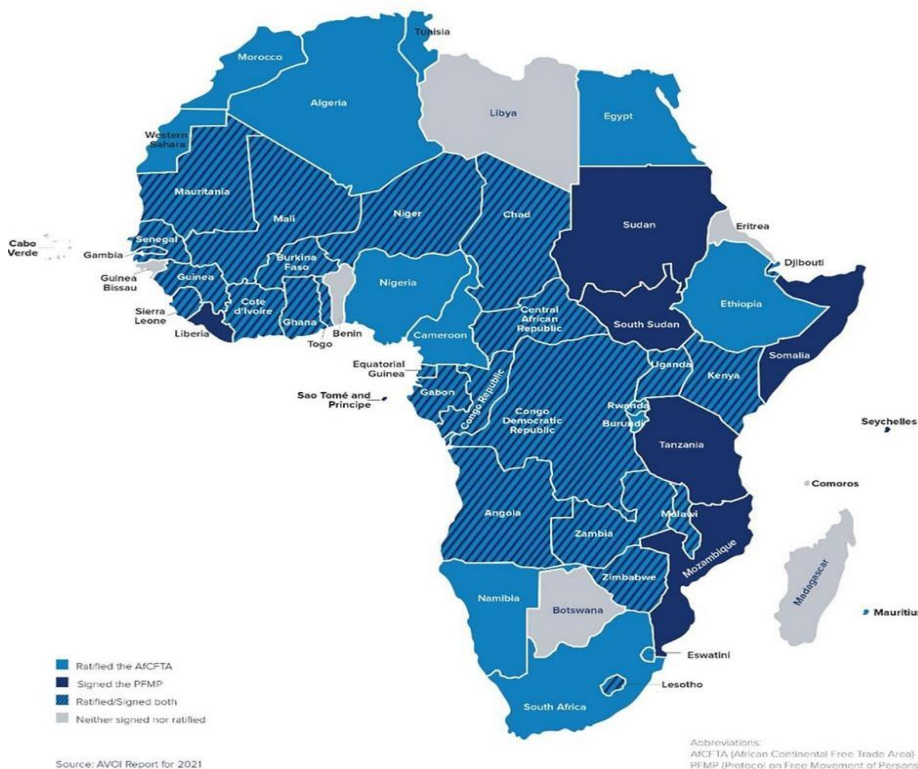 Tunisia
Morocco
Algeria
Libya
Egypt
Western
Sahara
Mauritania
Mali
Niger
Chad
Sudan
Eritrea
Cabo
Verde
Senegal
Gambia
Guinea
Bissau
Guinea
Burkina
Faso
Djibouti
Sierra
Leone
Liberia
Cote
d'Ivoire
Ghana
Togo
Benin
Nigeria
Cameroon
Central
African
Republic
South Sudan
Ethiopia
Somalia
Equatorial
Guinea
Sao Tomé and
Principe
Gabon
Congo Republic
Congo
Democratic
Republic
Uganda
Kenya
Rwanda
Burundi
Tanzania
Seychelles
Comoros
Angola
Zambia
Malawi
Mozambique
Zimbabwe
Madagascar
Mauritius
Namibia
Botswana
Eswatini
Lesotho
South Africa
Ratified the AfCFTA
Signed the PFMP
Ratified/Signed both
Neither signed nor ratified
Source: AVOI Report for 2021
Abbreviations:
AfCFTA (African Continental Free Trade Area)
PFMP (Protocol on Free Movement of Persons